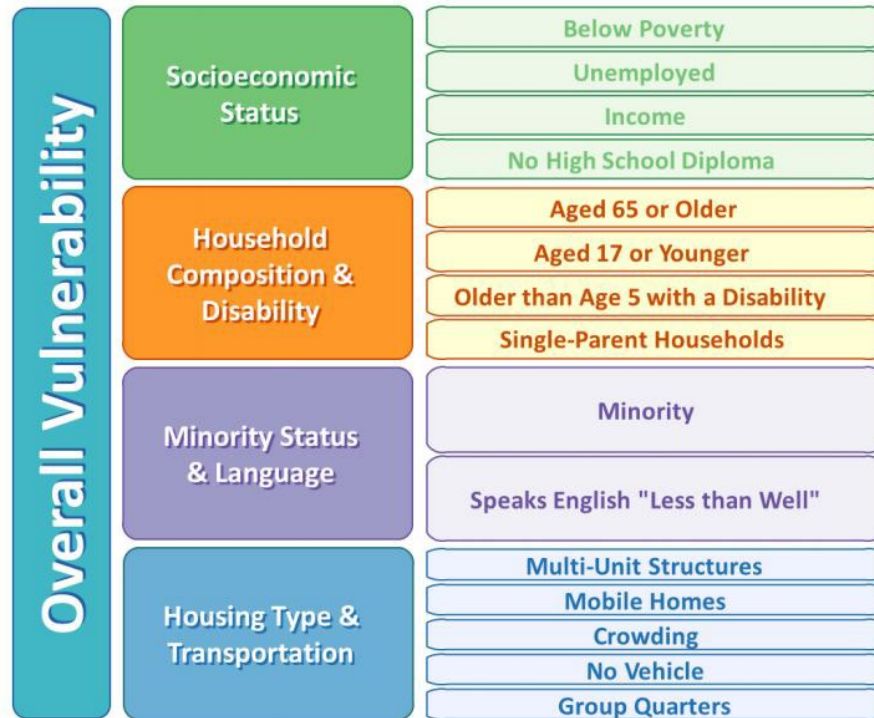 Overall Vulnerability
Socioeconomic
Status
Below Poverty
Unemployed
Income
No High School Diploma
Household
Composition &
Disability
Aged 65 or Older
Aged 17 or Younger
Older than Age 5 with a Disability
Single-Parent Households
Minority Status
& Language
Minority
Speaks English "Less than Well"
Housing Type &
Transportation
Multi-Unit Structures
Mobile Homes
Crowding
No Vehicle
Group Quarters